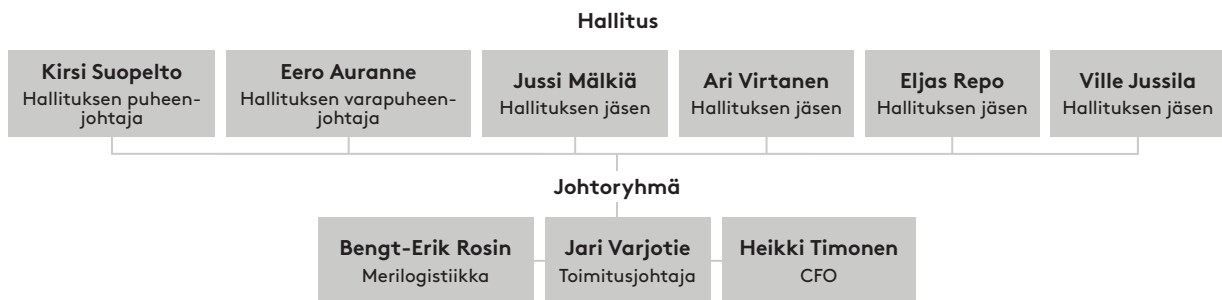 Hallitus
Kirsi Suopelto
Hallituksen puheen-
johtaja
Eero Auranne
Hallituksen varapuheen-
johtaja
Jussi Mälkiä
Hallituksen jäsen
Ari Virtanen
Hallituksen jäsen
Eljas Repo
Hallituksen jäsen
Ville Jussila
Hallituksen jäsen
Johtoryhmä
Bengt-Erik Rosin
Merilogistiikka
Jari Varjotie
Toimitusjohtaja
Heikki Timonen
CFO